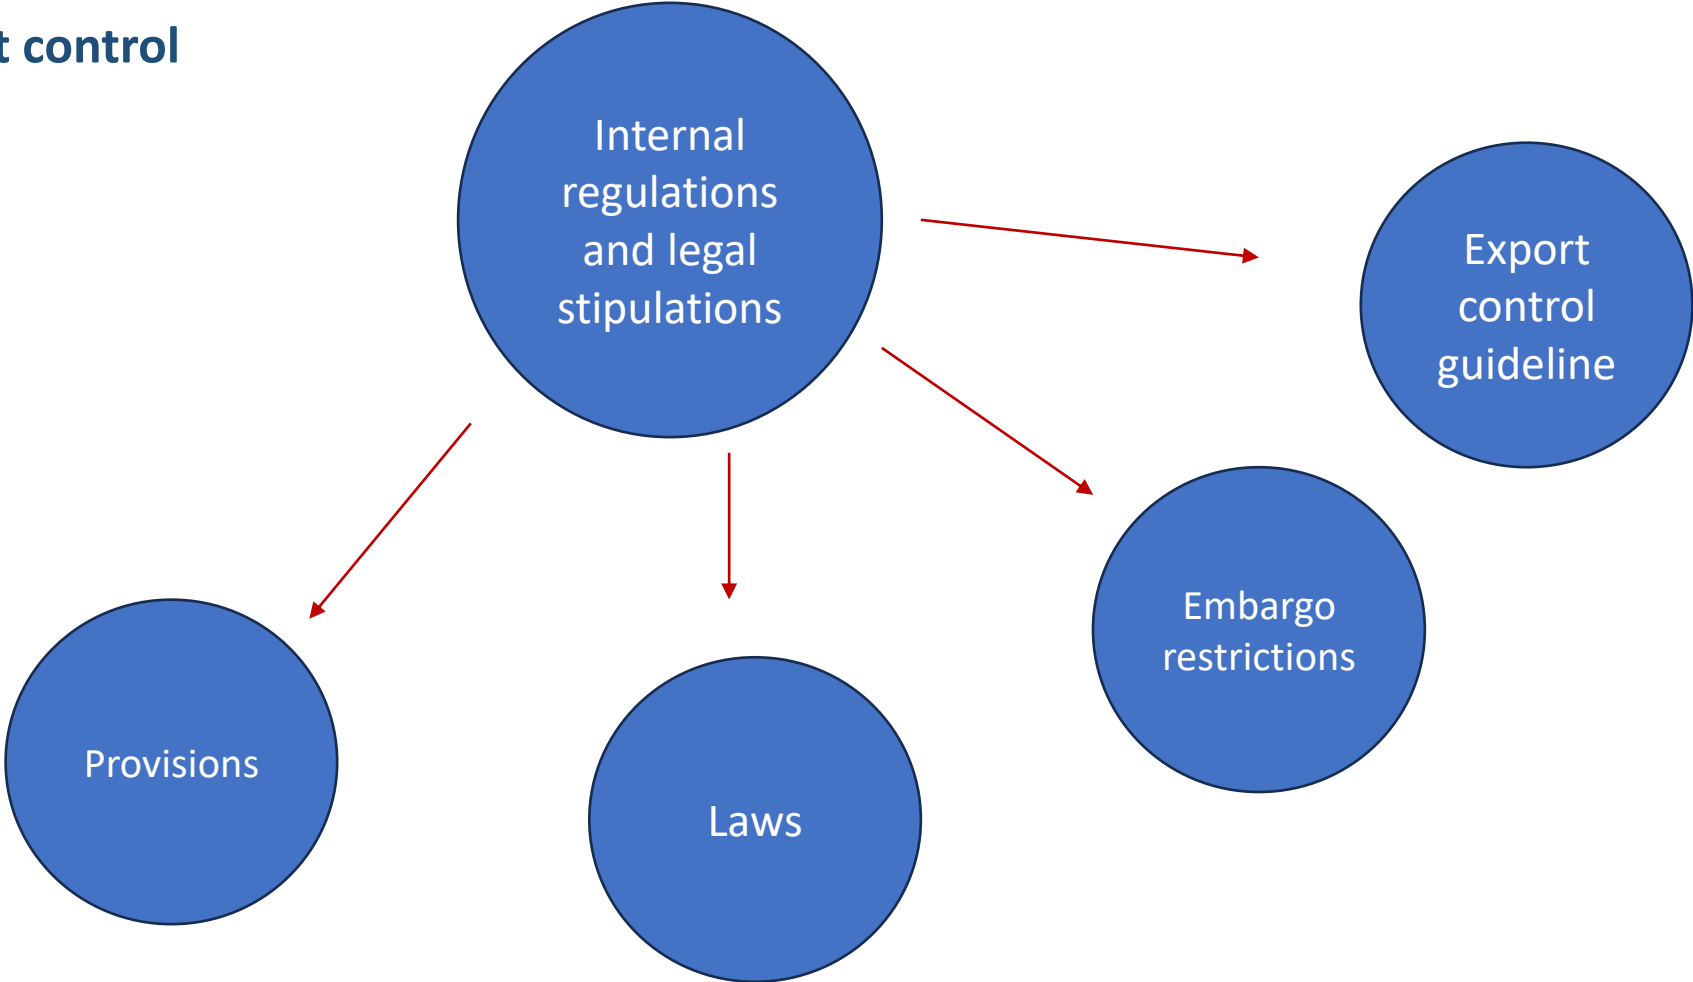 t control
Internal
regulations
and legal
stipulations
Export
control
guideline
Embargo
restrictions
Provisions
Laws